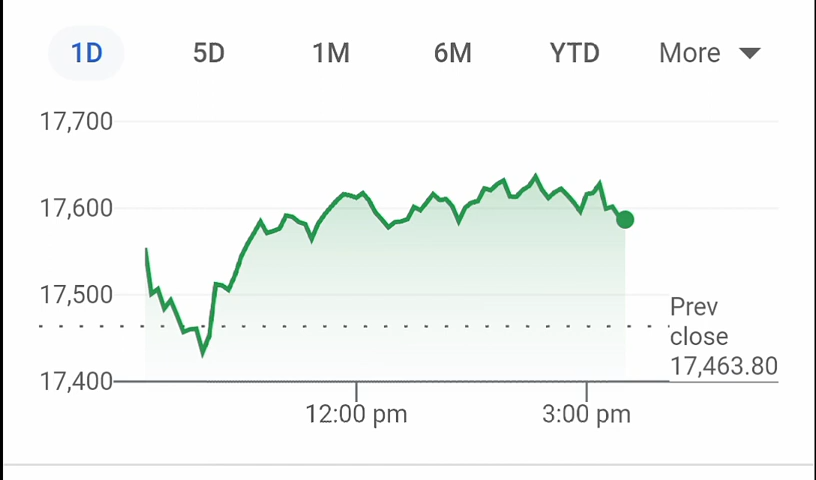 1D 5D 1M 6M YTD More
17,700
17,600
17,500
Prev
close
17,463.80
17,400
12:00 pm 3:00 pm